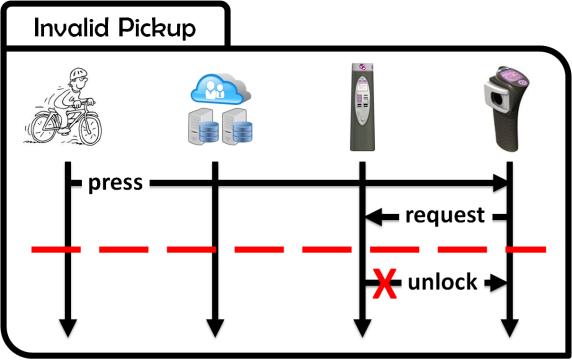 Invalid Pickup
press
request
unlock